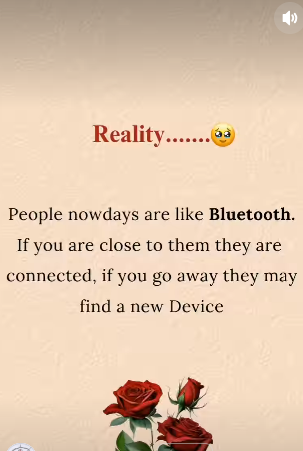 Reality.......🥹
People nowdays are like Bluetooth.
If you are close to them they are
connected, if you go away they may
find a new Device